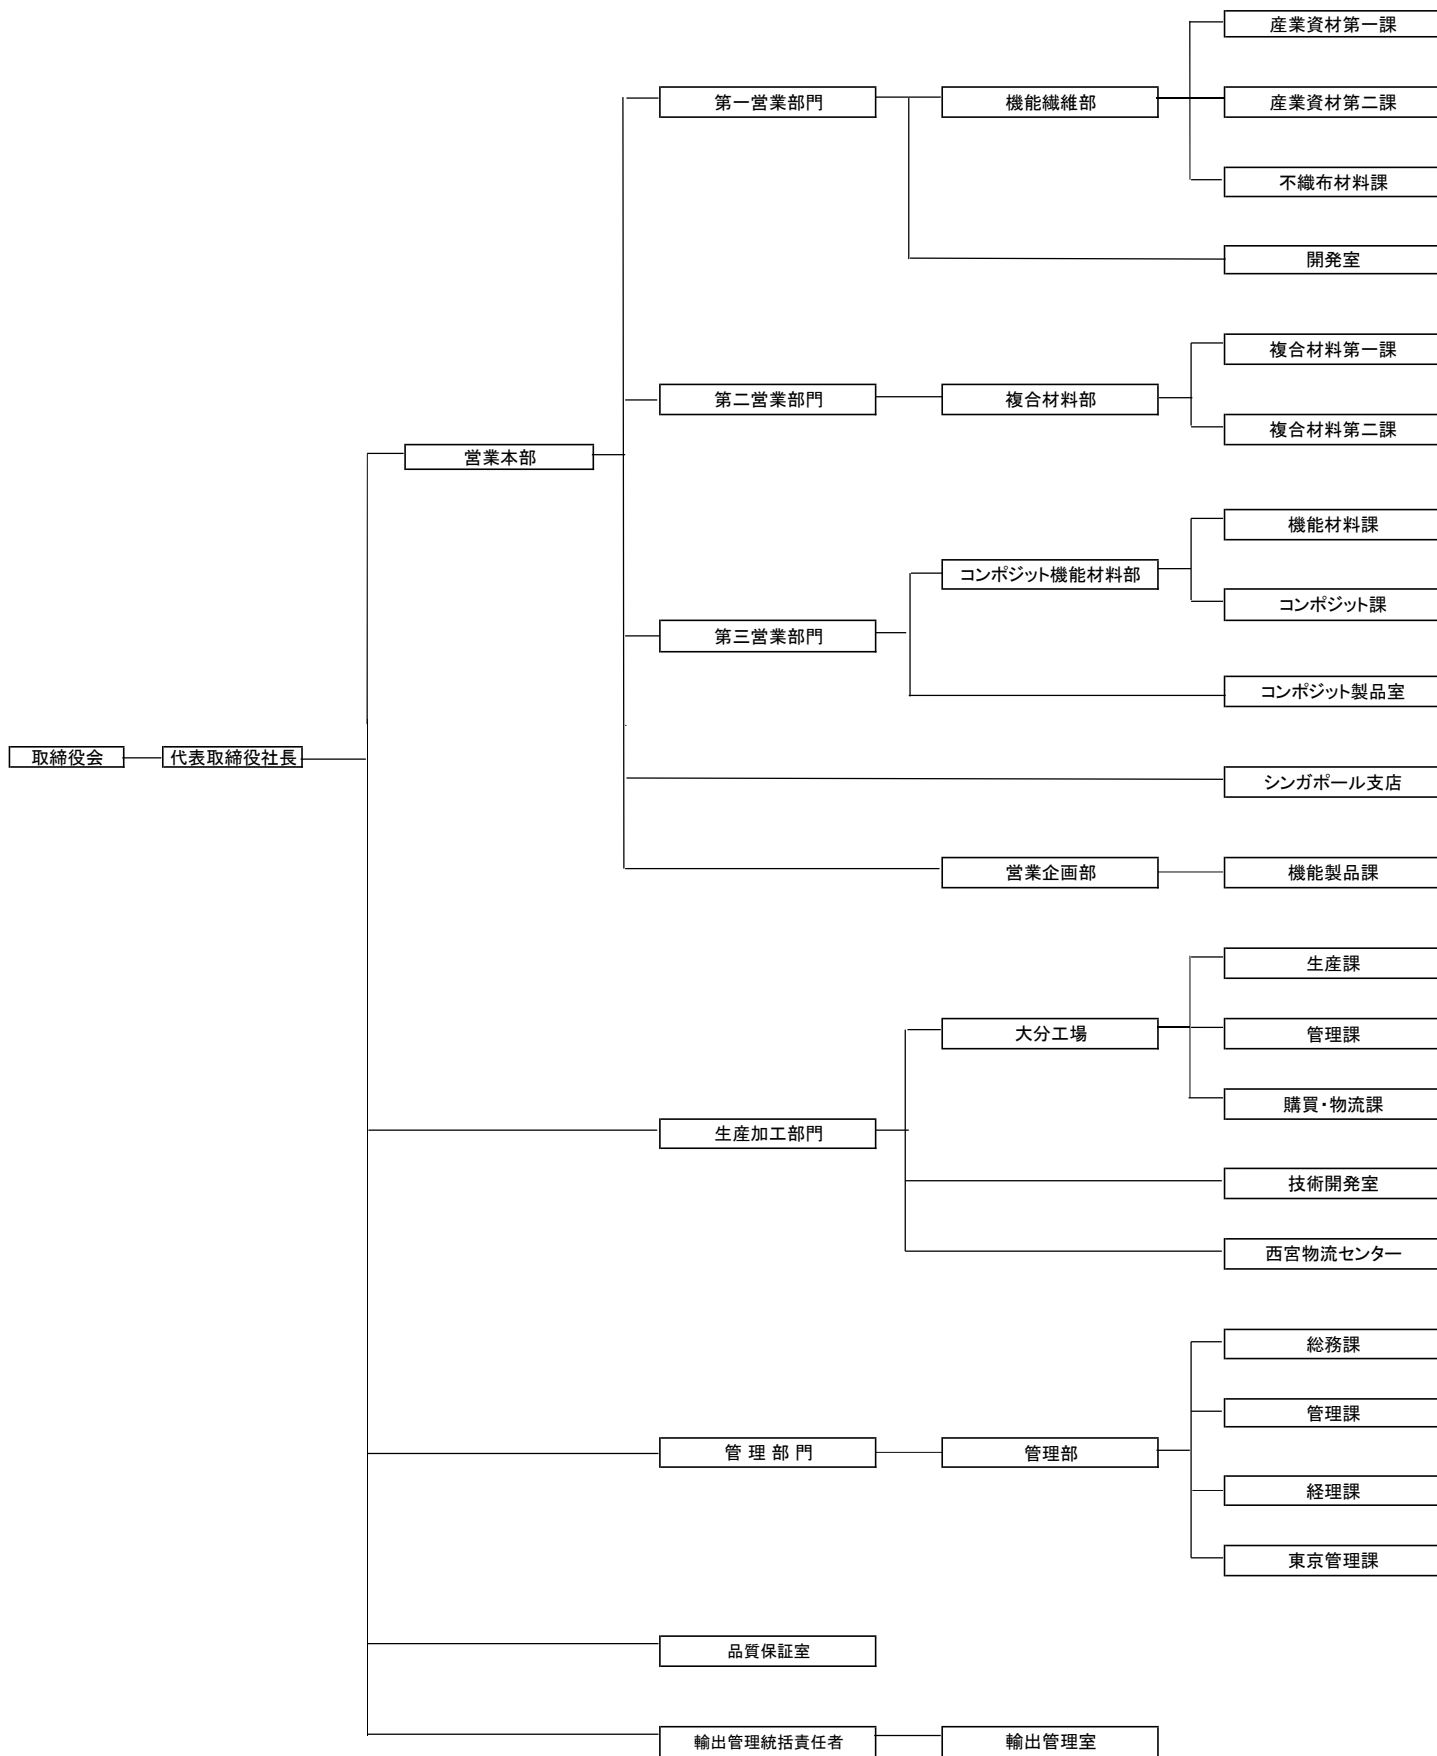 取締役会
代表取締役社長
営業本部
第一営業部門
機能繊維部
産業資材第一課
産業資材第二課
不織布材料課
開発室
第二営業部門
複合材料部
複合材料第一課
複合材料第二課
第三営業部門
コンポジット機能材料部
機能材料課
コンポジット課
コンポジット製品室
シンガポール支店
営業企画部
機能製品課
生産加工部門
大分工場
生産課
管理課
購買・物流課
技術開発室
西宮物流センター
管 理 部 門
管理部
総務課
管理課
経理課
東京管理課
品質保証室
輸出管理統括責任者
輸出管理室